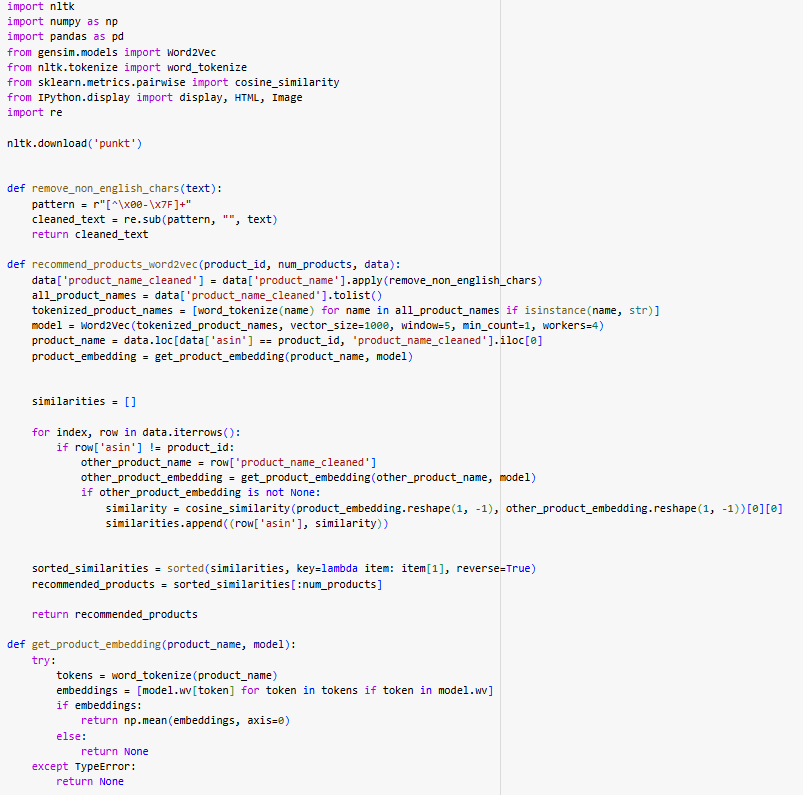 import nltk
import numpy as np
import pandas as pd
from gensim.models import Word2Vec
from nltk.tokenize import word_tokenize
from sklearn.metrics.pairwise import cosine_similarity
from IPython.display import display, HTML, Image
import re

nltk.download('punkt')


def remove_non_english_chars(text):
    pattern = r"[^\x00-\x7F]+"
    cleaned_text = re.sub(pattern, "", text)
    return cleaned_text

def recommend_products_word2vec(product_id, num_products, data):
    data['product_name_cleaned'] = data['product_name'].apply(remove_non_english_chars)
    all_product_names = data['product_name_cleaned'].tolist()
    tokenized_product_names = [word_tokenize(name) for name in all_product_names if isinstance(name, str)]
    model = Word2Vec(tokenized_product_names, vector_size=1000, window=5, min_count=1, workers=4)
    product_name = data.loc[data['asin'] == product_id, 'product_name_cleaned'].iloc[0]
    product_embedding = get_product_embedding(product_name, model)


    similarities = []

    for index, row in data.iterrows():
        if row['asin'] != product_id:
            other_product_name = row['product_name_cleaned']
            other_product_embedding = get_product_embedding(other_product_name, model)
            if other_product_embedding is not None:
                similarity = cosine_similarity(product_embedding.reshape(1, -1), other_product_embedding.reshape(1, -1))[0][0]
                similarities.append((row['asin'], similarity))


    sorted_similarities = sorted(similarities, key=lambda item: item[1], reverse=True)
    recommended_products = sorted_similarities[:num_products]

    return recommended_products

def get_product_embedding(product_name, model):
    try:
        tokens = word_tokenize(product_name)
        embeddings = [model.wv[token] for token in tokens if token in model.wv]
        if embeddings:
            return np.mean(embeddings, axis=0)
        else:
            return None
    except TypeError:
        return None